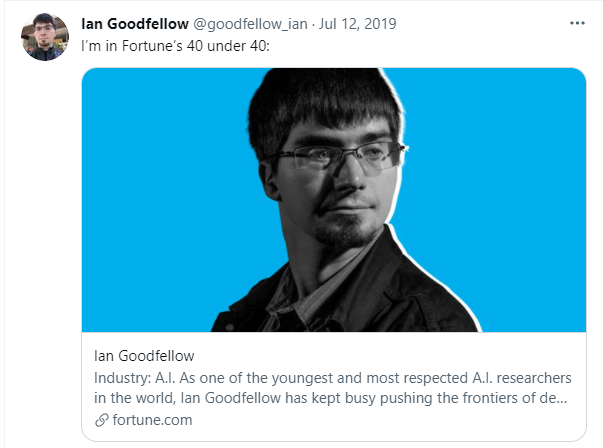 Ian Goodfellow @goodfellow_ian · Jul 12, 2019
I'm in Fortune's 40 under 40:
Ian Goodfellow
Industry: A.I. As one of the youngest and most respected A.I. researchers
in the world, Ian Goodfellow has kept busy pushing the frontiers of de...
fortune.com